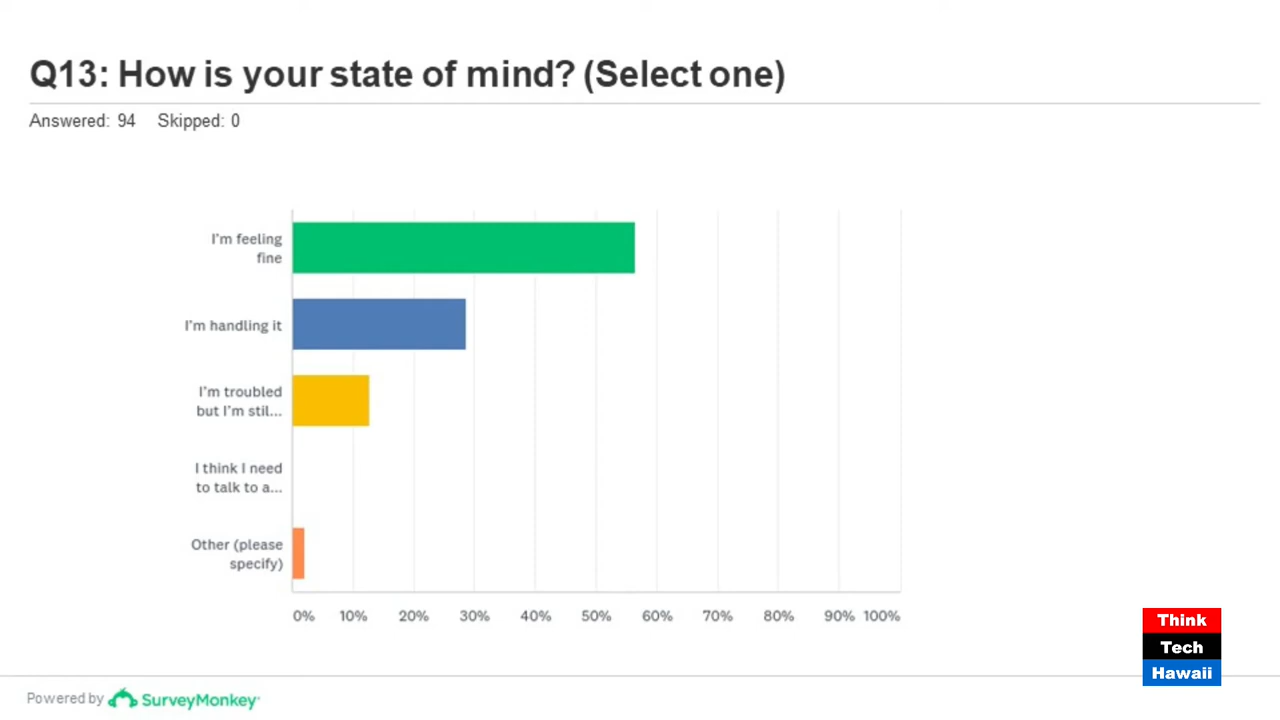 Q13: How is your state of mind? (Select one)
Answered: 94 Skipped: 0
I'm feeling
fine
I'm handling it
I'm troubled
but I'm stil...
I think I need
to talk to a...
Other (please
specify)
0% 10% 20% 30% 40% 50% 60% 70% 80% 90% 100%
Think
Tech
Hawaii
Powered by SurveyMonkey